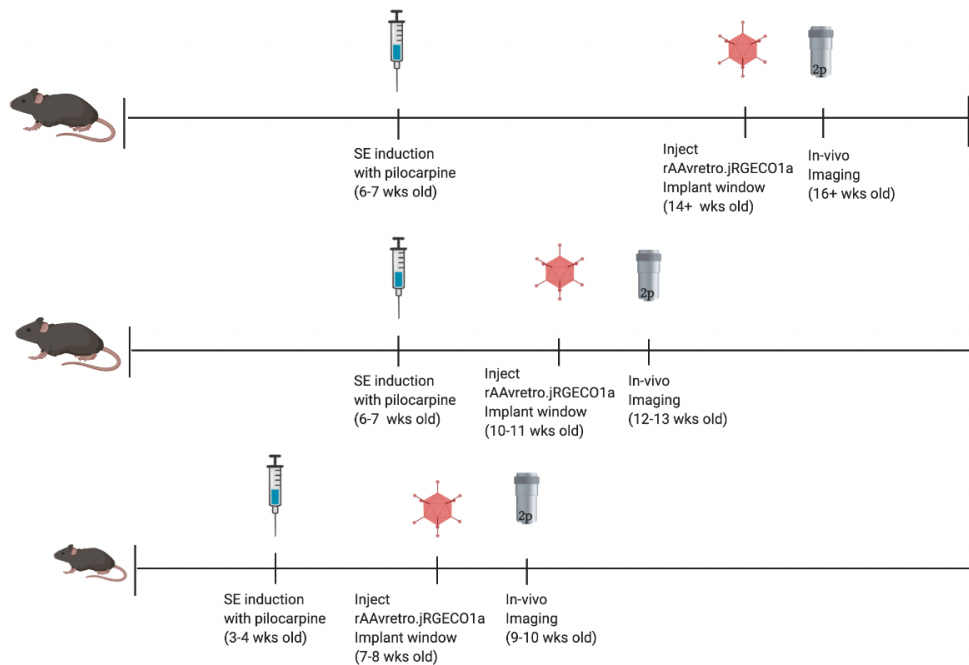 2p
SE induction
with pilocarpine
(6-7 wks old)
Inject
rAAvretro.jRGECO1a
Implant window
(14+ wks old)
In-vivo
Imaging
(16+ wks old)
2p
SE induction
with pilocarpine
(6-7 wks old)
Inject
rAAvretro.jRGECO1a
Implant window
(10-11 wks old)
In-vivo
Imaging
(12-13 wks old)
2p
SE induction
with pilocarpine
(3-4 wks old)
Inject
rAAvretro.jRGECO1a
Implant window
(7-8 wks old)
In-vivo
Imaging
(9-10 wks old)